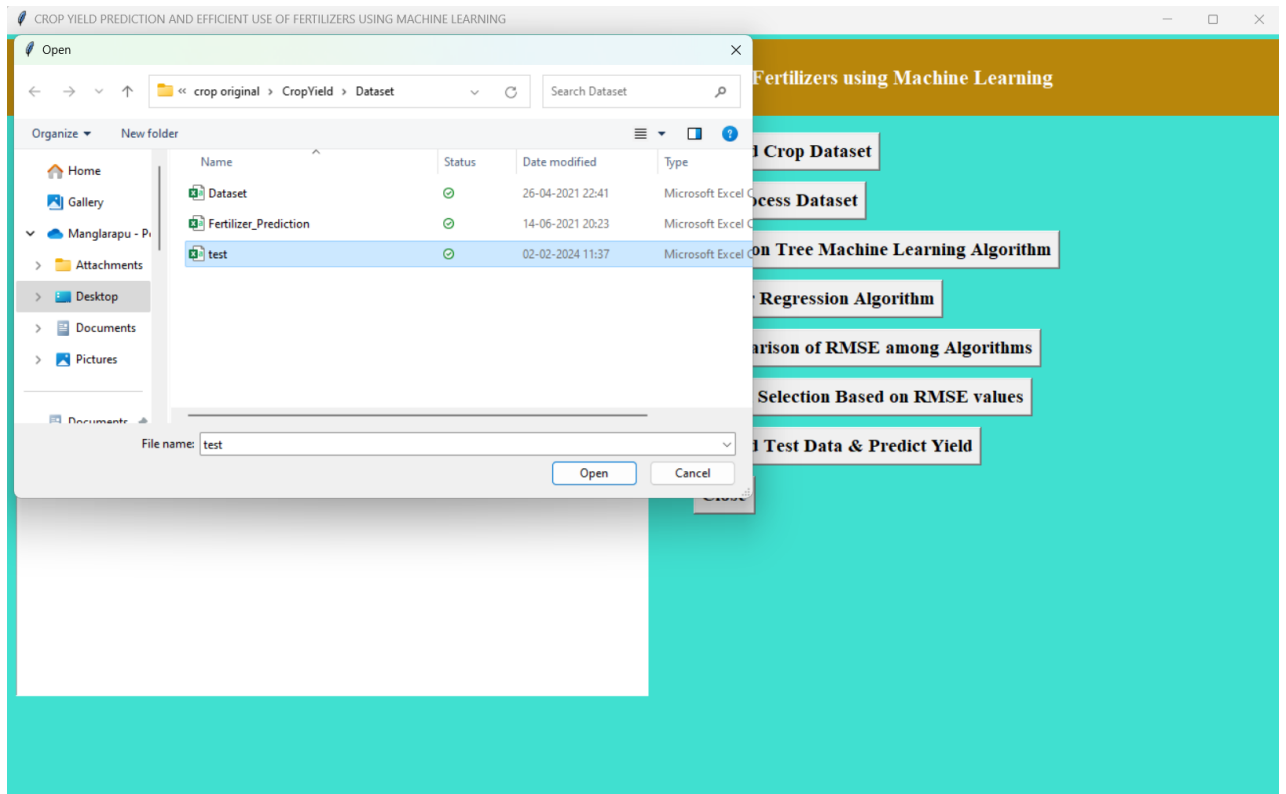 CROP YIELD PREDICTION AND EFFICIENT USE OF FERTILIZERS USING MACHINE LEARNING
Open
Fertilizers using Machine Learning
« crop original > CropYield > Dataset
Search Dataset
Organize
New folder
Name Status Date modified Type
Home
Gallery
Manglarapu - Pe
Attachments
Desktop
Documents
Pictures
Documents
Dataset 26-04-2021 22:41 Microsoft Excel C
Fertilizer_Prediction 14-06-2021 20:23 Microsoft Excel C
test 02-02-2024 11:37 Microsoft Excel C
File name: test
Open Cancel
d Crop Dataset
ocess Dataset
on Tree Machine Learning Algorithm
r Regression Algorithm
arison of RMSE among Algorithms
Selection Based on RMSE values
d Test Data & Predict Yield
Close